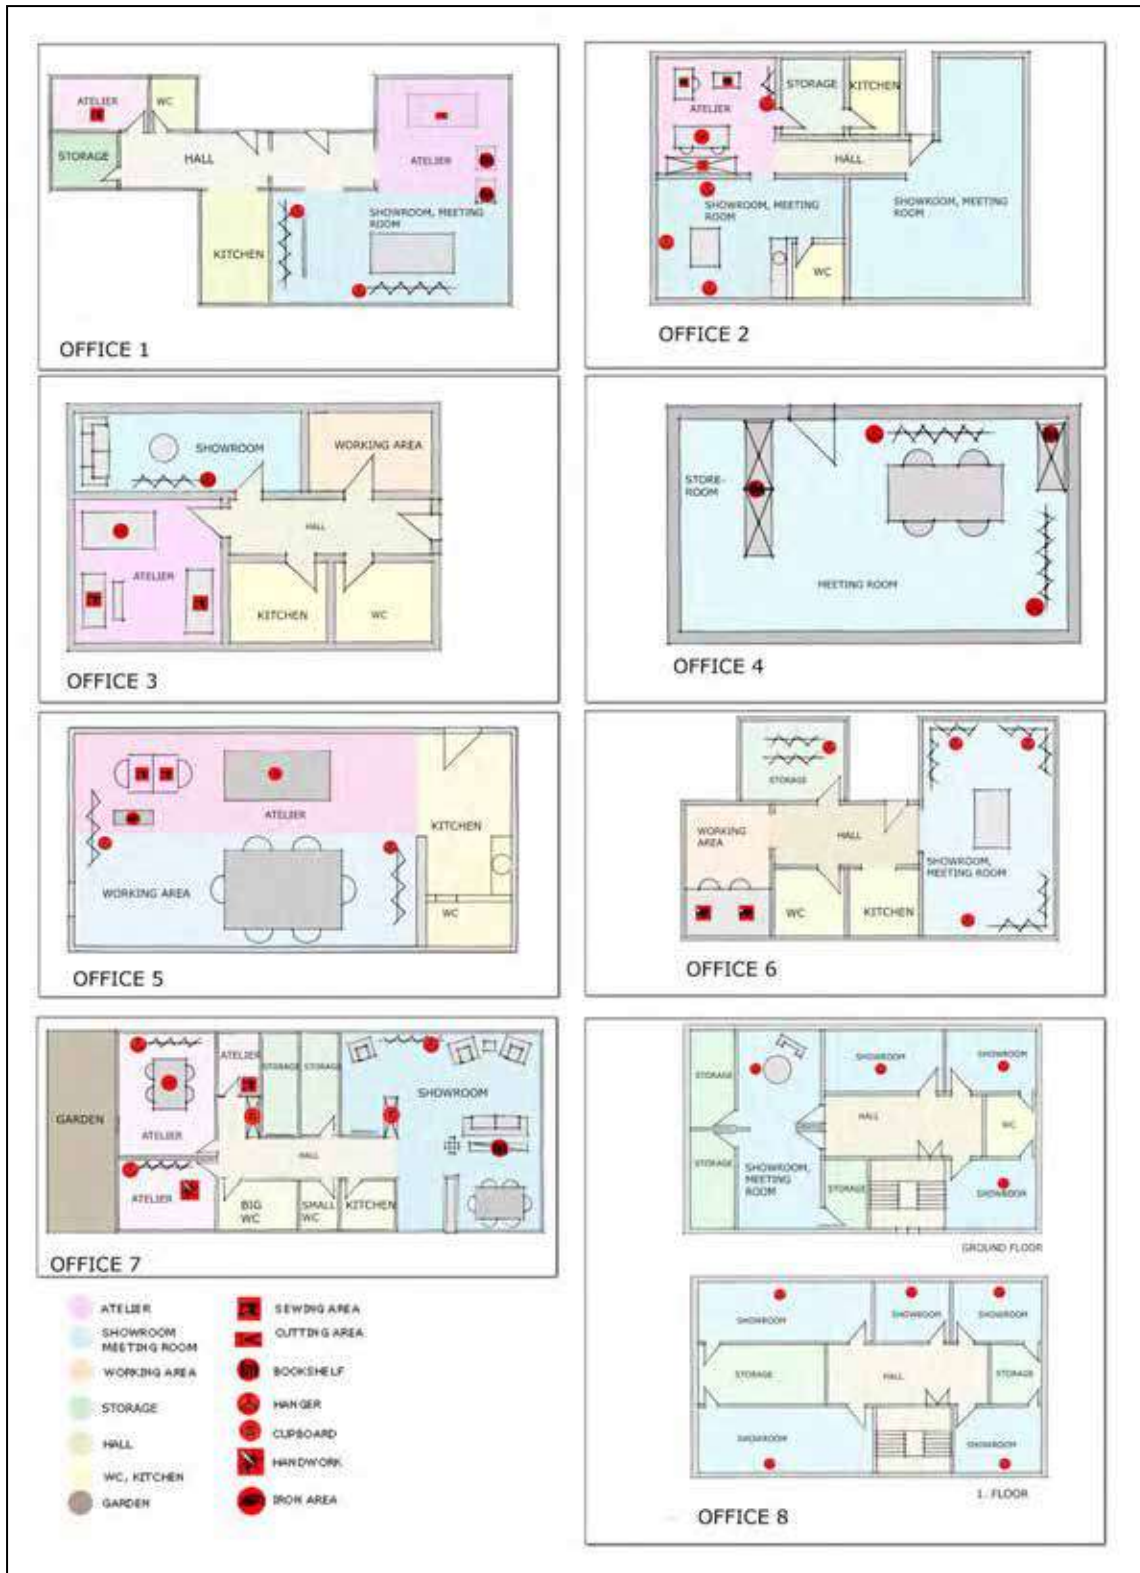 ATELIER
WC
STORAGE
HALL
ATELIER
SHOWROOM, MEETING
ROOM
KITCHEN
OFFICE 1
STORAGE
KITCHEN
ATELIER
HALL
SHOWROOM, MEETING
ROOM
SHOWROOM, MEETING
ROOM
WC
OFFICE 2
SHOWROOM
WORKING AREA
HALL
ATELIER
KITCHEN
WC
OFFICE 3
STORE-
ROOM
MEETING ROOM
OFFICE 4
ATELIER
KITCHEN
WORKING AREA
WC
OFFICE 5
STORAGE
WORKING
AREA
HALL
SHOWROOM,
MEETING ROOM
WC
KITCHEN
OFFICE 6
ATELIER
STORAGE
STORAGE
SHOWROOM
GARDEN
ATELIER
HALL
ATELIER
BIG
WC
SMALL
WC
KITCHEN
OFFICE 7
SHOWROOM
SHOWROOM
STORAGE
HALL
WC
STORAGE
SHOWROOM,
MEETING
ROOM
STORAGE
SHOWROOM
GROUND FLOOR
SHOWROOM
SHOWROOM
SHOWROOM
STORAGE
HALL
STORAGE
SHOWROOM
SHOWROOM
1. FLOOR
OFFICE 8
ATELIER
SHOWROOM
MEETING ROOM
WORKING AREA
STORAGE
HALL
WC, KITCHEN
GARDEN
SEWING AREA
CUTTING AREA
BOOKSHELF
HANGER
CUPBOARD
HANDWORK
IRON AREA